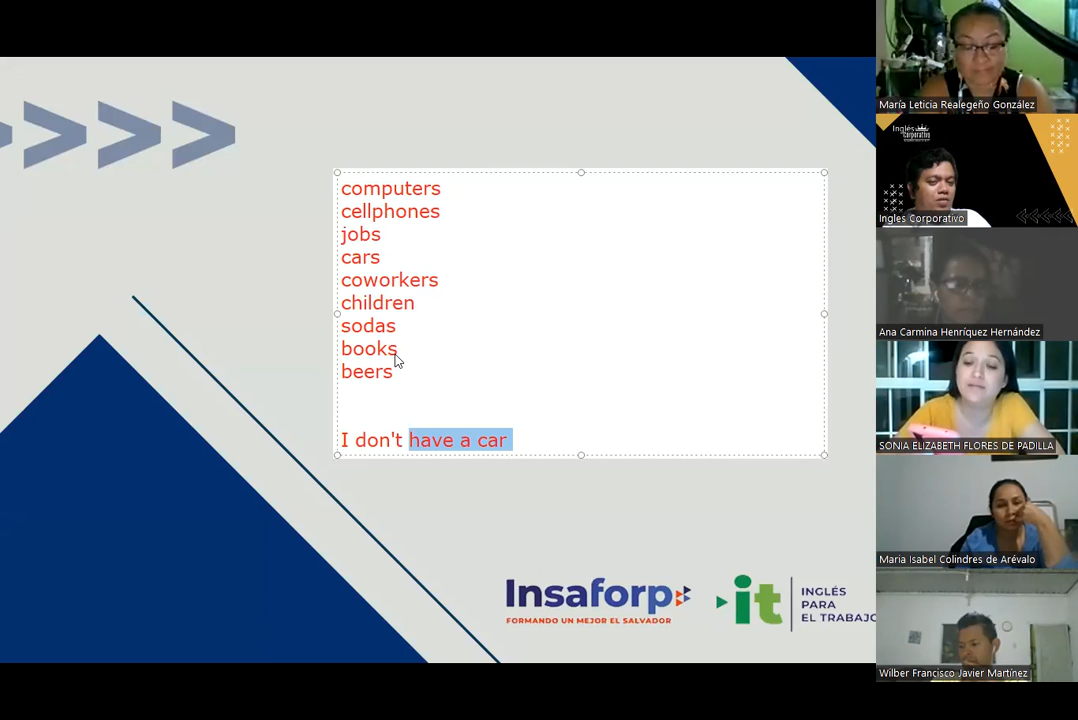 computers
cellphones
jobs
cars
coworkers
children
sodas
books
beers
I don't have a car
Insaforp
FORMANDO UN MEJOR EL SALVADOR
it
INGLÉS
PARA
EL TRABAJO
María Leticia Realegeño González
Inglés
Corporativo
Ingles Corporativo
Ana Carmina Henríquez Hernández
SONIA ELIZABETH FLORES DE PADILLA
Maria Isabel Colindres de Arévalo
Wilber Francisco Javier Martínez